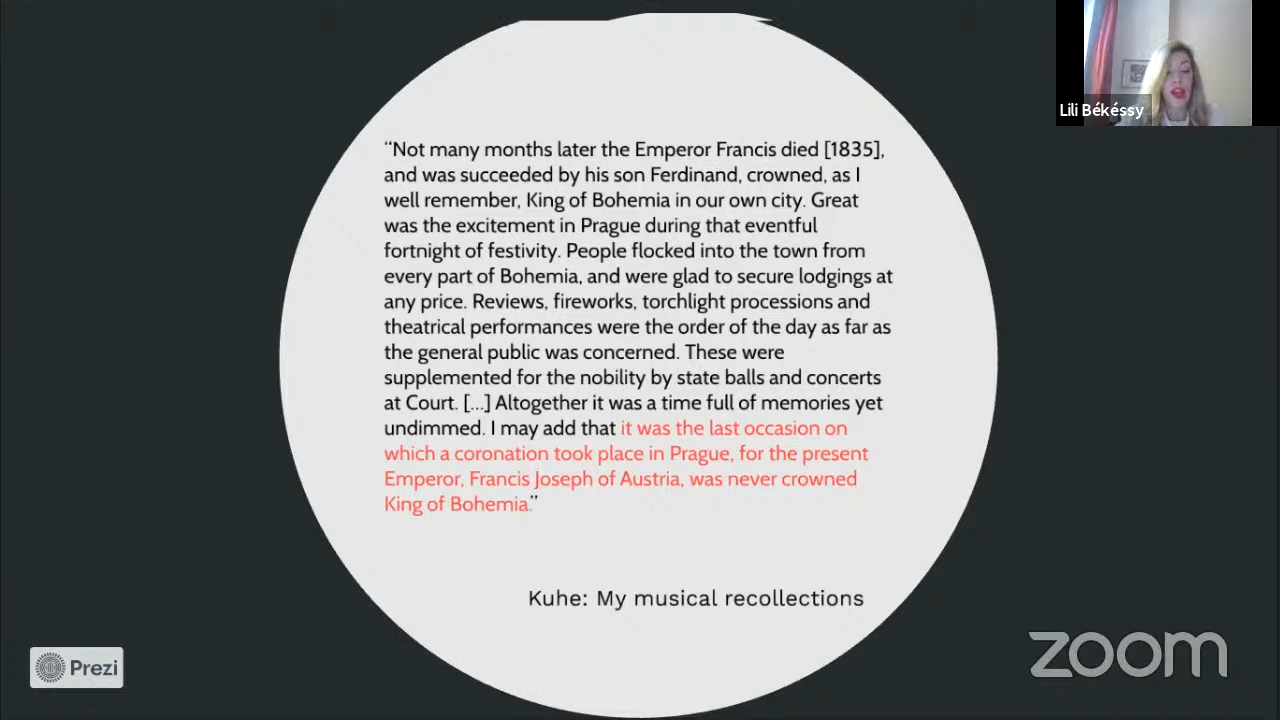 “Not many months later the Emperor Francis died [1835],
and was succeeded by his son Ferdinand, crowned, as I
well remember, King of Bohemia in our own city. Great
was the excitement in Prague during that eventful
fortnight of festivity. People flocked into the town from
every part of Bohemia, and were glad to secure lodgings at
any price. Reviews, fireworks, torchlight processions and
theatrical performances were the order of the day as far as
the general public was concerned. These were
supplemented for the nobility by state balls and concerts
at Court. [...] Altogether it was a time full of memories yet
undimmed. I may add that it was the last occasion on
which a coronation took place in Prague, for the present
Emperor, Francis Joseph of Austria, was never crowned
King of Bohemia.”
Kuhe: My musical recollections
Lili Békéssy
Prezi
zoom